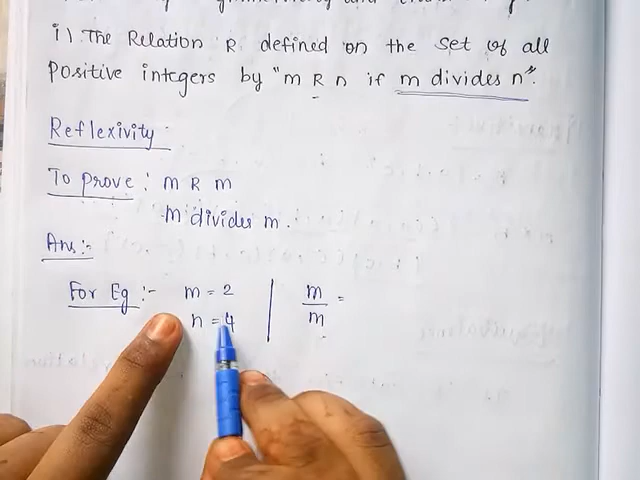 i) The Relation R defined on the set of all
Positive integers by "m R n if m divides n".
Reflexivity
To prove : m R m
m divides m.
Ans :-
For Eg :- m = 2 | m/m =
n = 4